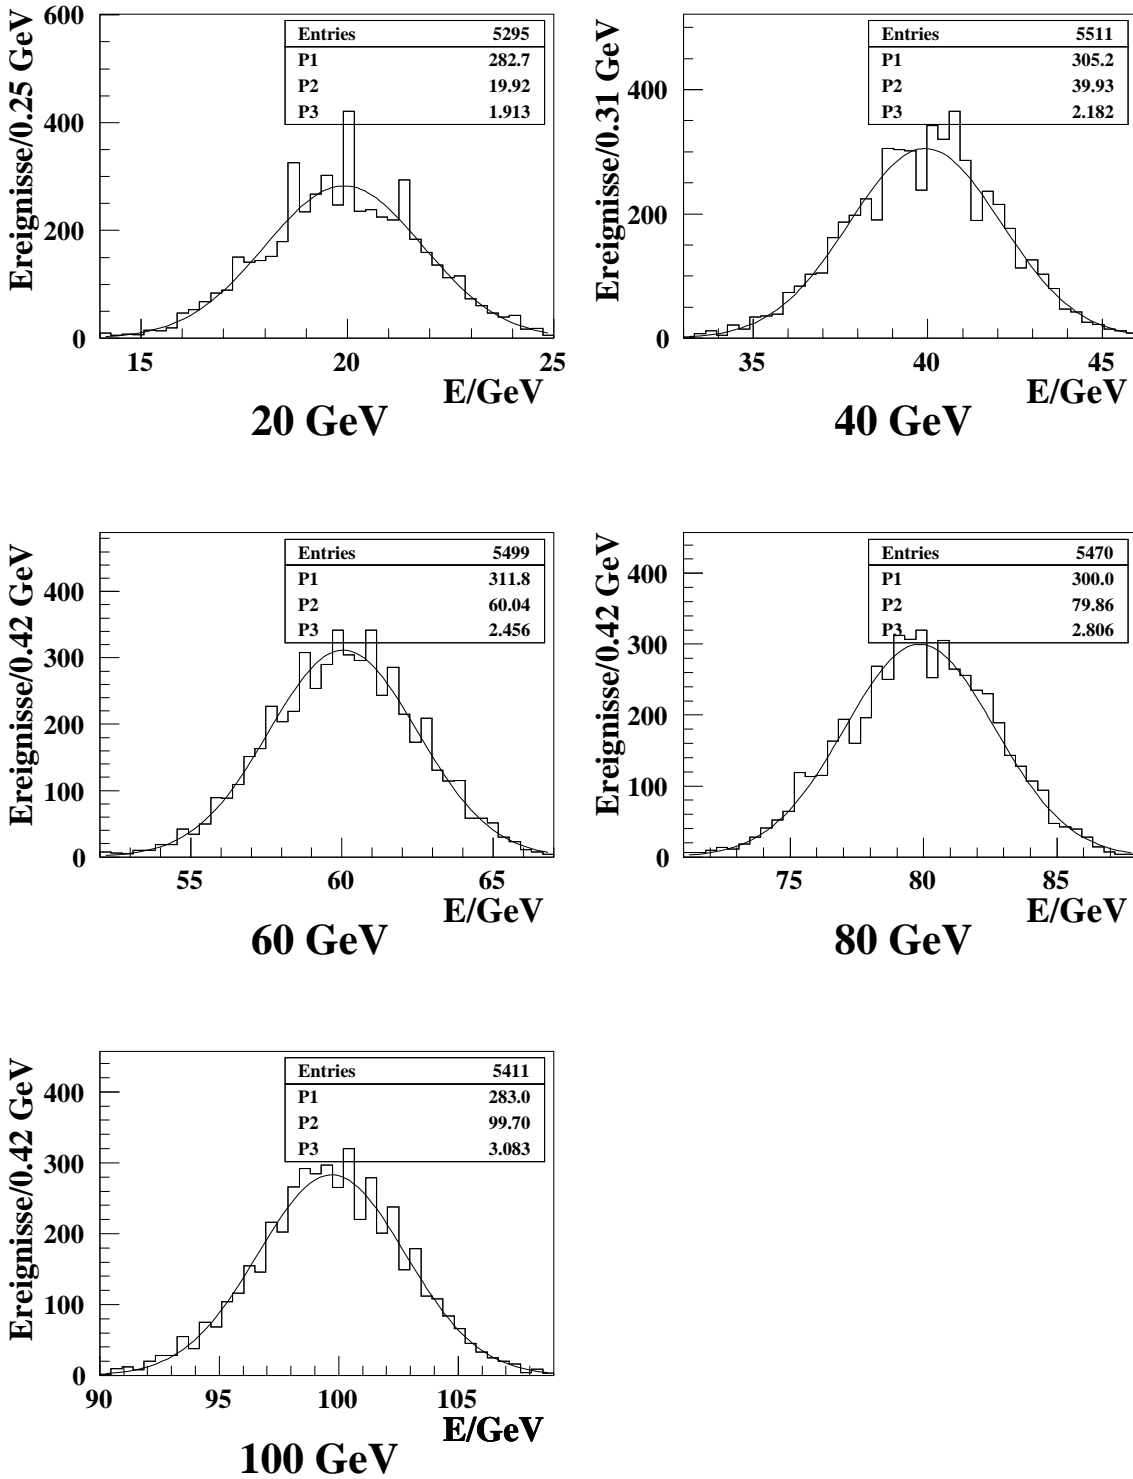 Ereignisse/0.25 GeV
600
400
200
0
Entries 5295
P1 282.7
P2 19.92
P3 1.913
15 20 25
E/GeV
20 GeV
Ereignisse/0.31 GeV
400
200
0
Entries 5511
P1 305.2
P2 39.93
P3 2.182
35 40 45
E/GeV
40 GeV
Ereignisse/0.42 GeV
400
300
200
100
0
Entries 5499
P1 311.8
P2 60.04
P3 2.456
55 60 65
E/GeV
60 GeV
Ereignisse/0.42 GeV
400
300
200
100
0
Entries 5470
P1 300.0
P2 79.86
P3 2.806
75 80 85
E/GeV
80 GeV
Ereignisse/0.42 GeV
400
300
200
100
0
Entries 5411
P1 283.0
P2 99.70
P3 3.083
90 95 100 105
E/GeV
100 GeV